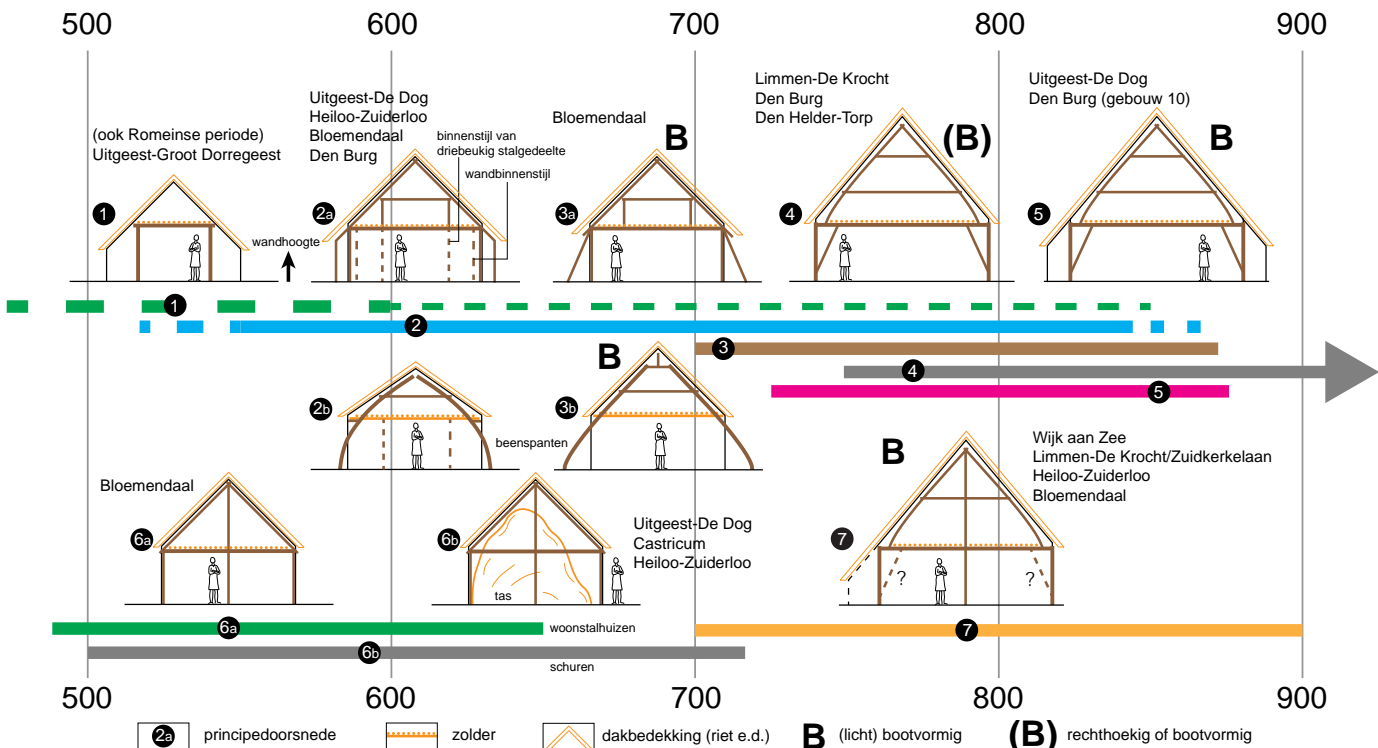 500 600 700 800 900
(ook Romeinse periode)
Uitgeest-Groot Dorregeest
1
wandhoogte
Uitgeest-De Dog
Heiloo-Zuiderloo
Bloemendaal
Den Burg
2a
binnenstijl van
driebeukig stalgedeelte
wandbinnenstijl
Bloemendaal
B
3a
Limmen-De Krocht
Den Burg
Den Helder-Torp
(B)
4
Uitgeest-De Dog
Den Burg (gebouw 10)
B
5
1
2
3
4
5
2b
beenspanten
B
3b
Bloemendaal
6a
6b
tas
Uitgeest-De Dog
Castricum
Heiloo-Zuiderloo
B
Wijk aan Zee
Limmen-De Krocht/Zuidkerkelaan
Heiloo-Zuiderloo
Bloemendaal
7
? ?
6a
woonstalhuizen
7
6b
schuren
500 600 700 800 900
2a principedoorsnede
zolder
dakbedekking (riet e.d.)
B (licht) bootvormig
(B) rechthoekig of bootvormig